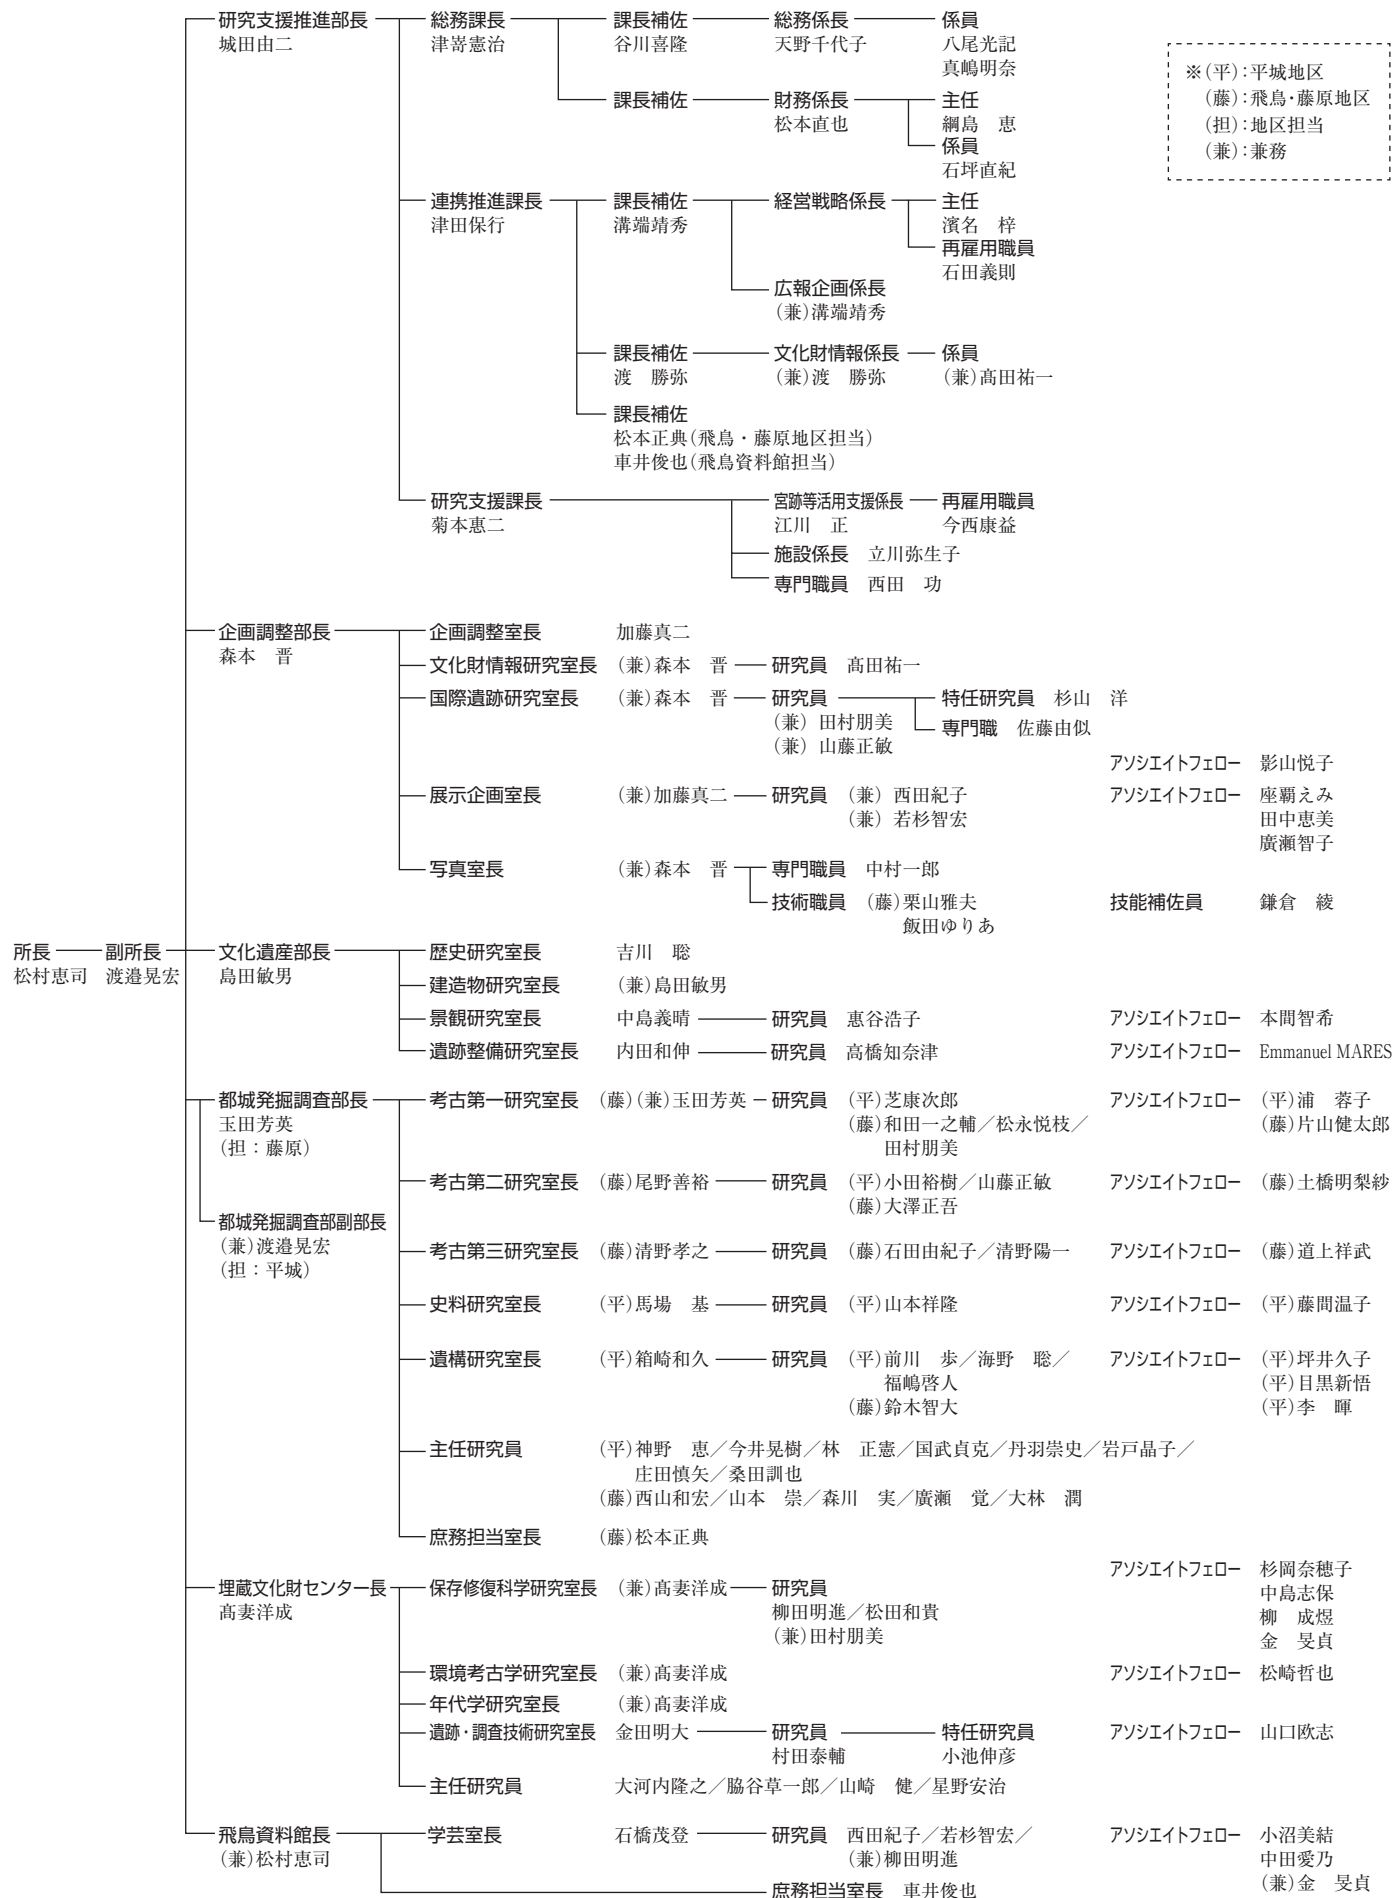 研究支援推進部長 総務課長 課長補佐 総務係長 係員
城田由二 津嵜憲治 谷川喜隆 天野千代子 八尾光記
真嶋明奈
※(平):平城地区
(藤):飛鳥・藤原地区
(担):地区担当
(兼):兼務
課長補佐 財務係長 主任
松本直也 綱島 恵
係員
石坪直紀
連携推進課長 課長補佐 経営戦略係長 主任
津田保行 溝端靖秀 濱名 梓
再雇用職員
石田義則
広報企画係長
(兼)溝端靖秀
課長補佐 文化財情報係長 係員
渡 勝弥 (兼)渡 勝弥 (兼)髙田祐一
課長補佐
松本正典(飛鳥・藤原地区担当)
車井俊也(飛鳥資料館担当)
研究支援課長 宮跡等活用支援係長 再雇用職員
菊本恵二 江川 正 今西康益
施設係長 立川弥生子
専門職員 西田 功
企画調整部長 企画調整室長 加藤真二
森本 晋
文化財情報研究室長 (兼)森本 晋 研究員 髙田祐一
国際遺跡研究室長 (兼)森本 晋 研究員 特任研究員 杉山 洋
(兼) 田村朋美 専門職 佐藤由似
(兼) 山藤正敏
アソシエイトフェロー 影山悦子
展示企画室長 (兼)加藤真二 研究員 (兼) 西田紀子 アソシエイトフェロー 座覇えみ
(兼) 若杉智宏 田中恵美
廣瀬智子
写真室長 (兼)森本 晋 専門職員 中村一郎
技術職員 (藤)栗山雅夫 技能補佐員 鎌倉 綾
飯田ゆりあ
所長 副所長 文化遺産部長 歴史研究室長 吉川 聡
松村恵司 渡邉晃宏 島田敏男
建造物研究室長 (兼)島田敏男
景観研究室長 中島義晴 研究員 惠谷浩子 アソシエイトフェロー 本間智希
遺跡整備研究室長 内田和伸 研究員 高橋知奈津 アソシエイトフェロー Emmanuel MARES
都城発掘調査部長 考古第一研究室長 (藤)(兼)玉田芳英 研究員 (平)芝康次郎 アソシエイトフェロー (平)浦 蓉子
玉田芳英 (藤)和田一之輔／松永悦枝／ (藤)片山健太郎
(担:藤原) 田村朋美
考古第二研究室長 (藤)尾野善裕 研究員 (平)小田裕樹／山藤正敏 アソシエイトフェロー (藤)土橋明梨紗
(藤)大澤正吾
都城発掘調査部副部長
(兼)渡邉晃宏
(担:平城)
考古第三研究室長 (藤)清野孝之 研究員 (藤)石田由紀子／清野陽一 アソシエイトフェロー (藤)道上祥武
史料研究室長 (平)馬場 基 研究員 (平)山本祥隆 アソシエイトフェロー (平)藤間温子
遺構研究室長 (平)箱崎和久 研究員 (平)前川 歩／海野 聡／ アソシエイトフェロー (平)坪井久子
福嶋啓人 (平)目黒新悟
(藤)鈴木智大 (平)李 暉
主任研究員 (平)神野 恵／今井晃樹／林 正憲／国武貞克／丹羽崇史／岩戸晶子／
庄田慎矢／桑田訓也
(藤)西山和宏／山本 崇／森川 実／廣瀬 覚／大林 潤
庶務担当室長 (藤)松本正典
アソシエイトフェロー 杉岡奈穂子
埋蔵文化財センター長 保存修復科学研究室長 (兼)髙妻洋成 研究員 中島志保
髙妻洋成 柳田明進／松田和貴 柳 成煜
(兼)田村朋美 金 旻貞
環境考古学研究室長 (兼)髙妻洋成 アソシエイトフェロー 松崎哲也
年代学研究室長 (兼)髙妻洋成
遺跡・調査技術研究室長 金田明大 研究員 特任研究員 アソシエイトフェロー 山口欧志
村田泰輔 小池伸彦
主任研究員 大河内隆之／脇谷草一郎／山崎 健／星野安治
飛鳥資料館長 学芸室長 石橋茂登 研究員 西田紀子／若杉智宏／ アソシエイトフェロー 小沼美結
(兼)松村恵司 (兼)柳田明進 中田愛乃
(兼)金 旻貞
庶務担当室長 車井俊也